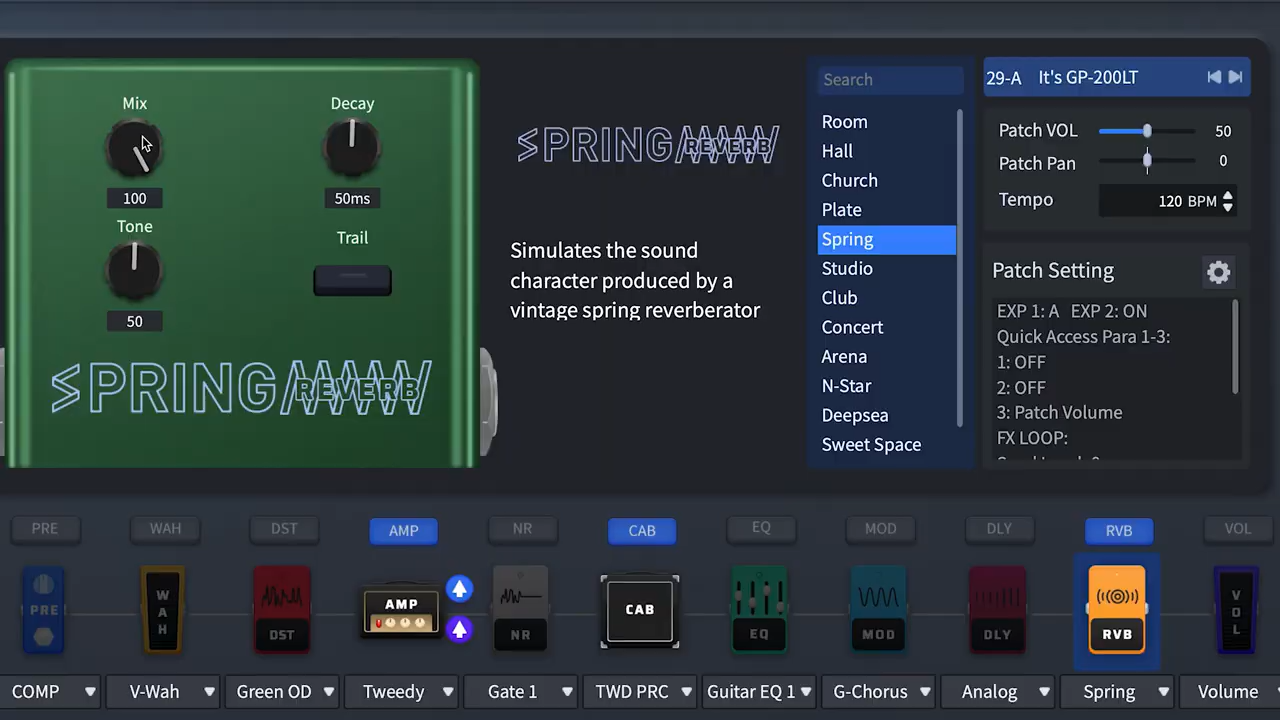 Mix
Decay
100
50ms
Tone
Trail
50
SPRING REVERB
SPRING REVERB
Simulates the sound
character produced by a
vintage spring reverberator
Search
Room
Hall
Church
Plate
Spring
Studio
Club
Concert
Arena
N-Star
Deepsea
Sweet Space
29-A It's GP-200LT
Patch VOL 50
Patch Pan 0
Tempo 120 BPM
Patch Setting
EXP 1: A EXP 2: ON
Quick Access Para 1-3:
1: OFF
2: OFF
3: Patch Volume
FX LOOP:
PRE WAH DST AMP NR CAB EQ MOD DLY RVB VOL
PRE WAH DST AMP NR CAB EQ MOD DLY RVB VOL
COMP V-Wah Green OD Tweedy Gate 1 TWD PRC Guitar EQ 1 G-Chorus Analog Spring Volume